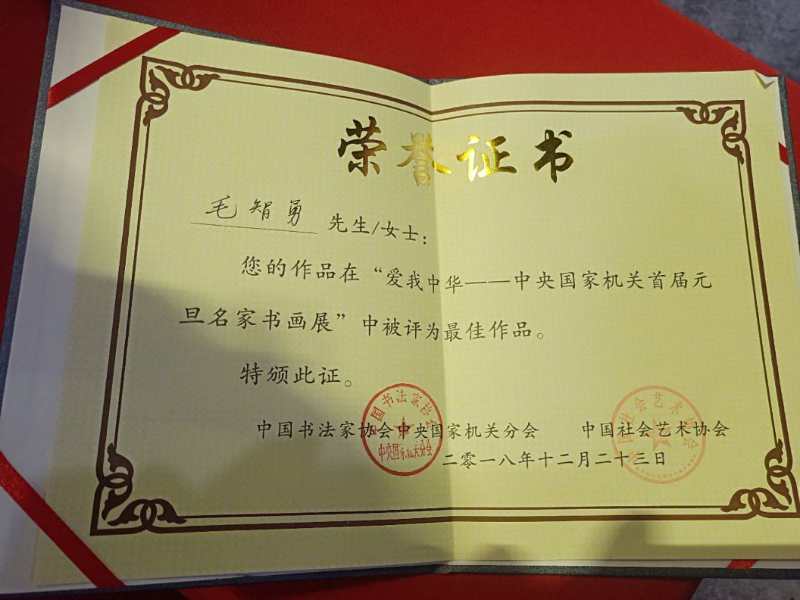 荣誉证书
毛智勇 先生/女士：
您的作品在“爱我中华——中央国家机关首届元
旦名家书画展”中被评为最佳作品。
特颁此证。
中国书法家协会中央国家机关分会 中国社会艺术协会
二零一八年十二月二十三日